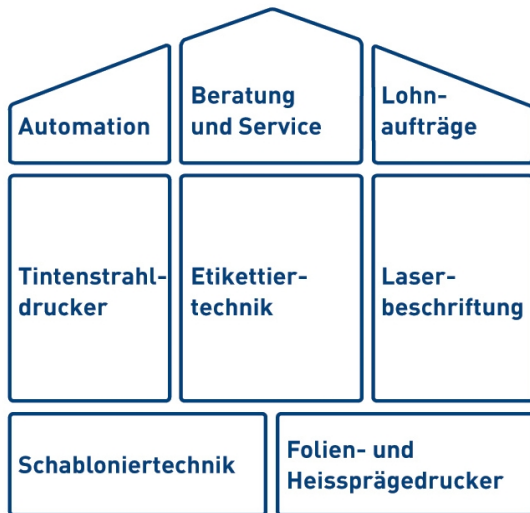 Automation
Beratung
und Service
Lohn-
aufträge
Tintenstrahl-
drucker
Etikettier-
technik
Laser-
beschriftung
Schabloniertechnik
Folien- und
Heissprägedrucker